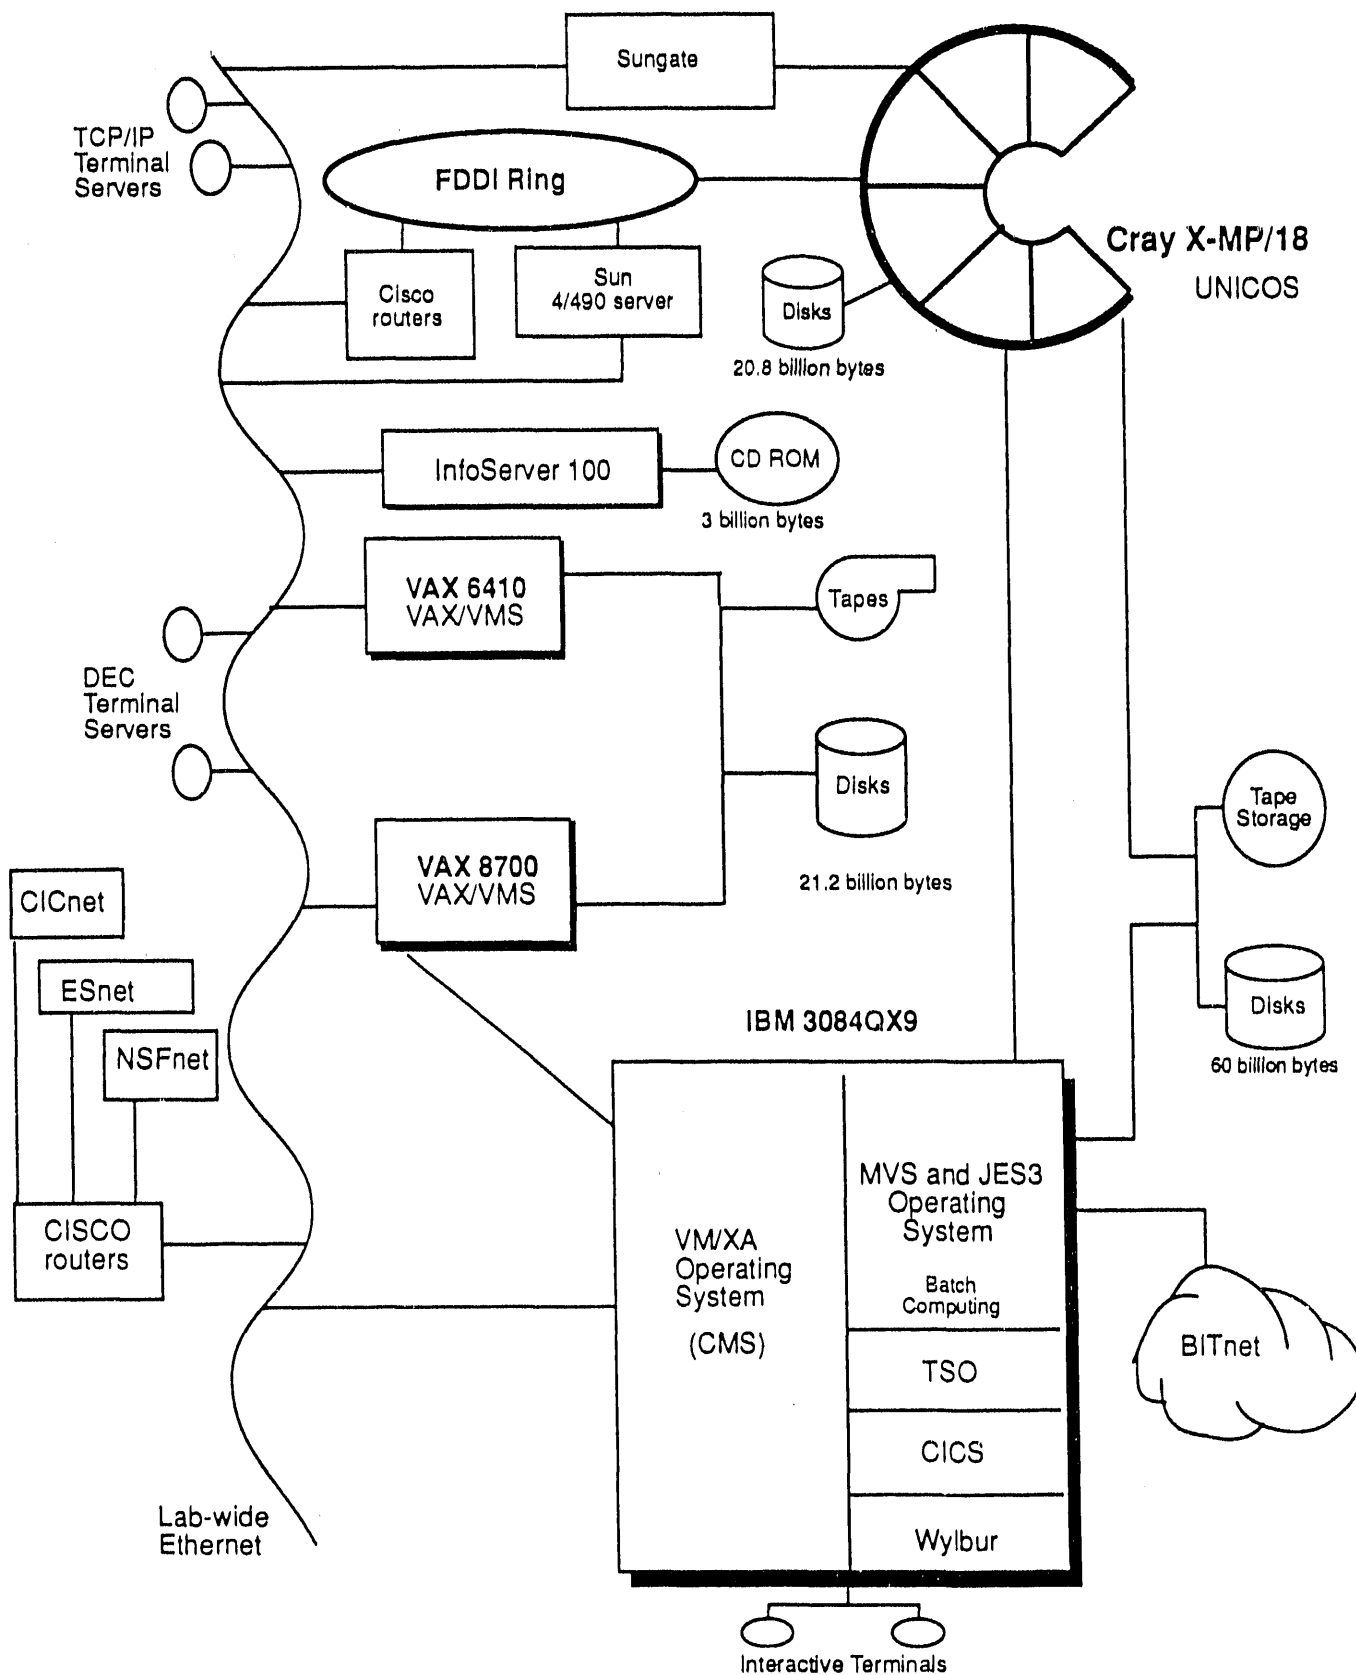 Sungate
TCP/IP
Terminal
Servers
FDDI Ring
Cisco
routers
Sun
4/490 server
Disks
20.8 billion bytes
Cray X-MP/18
UNICOS
InfoServer 100
CD ROM
3 billion bytes
VAX 6410
VAX/VMS
Tapes
DEC
Terminal
Servers
Disks
21.2 billion bytes
VAX 8700
VAX/VMS
Tape
Storage
Disks
60 billion bytes
CICnet
ESnet
NSFnet
CISCO
routers
IBM 3084QX9
VM/XA
Operating
System
(CMS)
MVS and JES3
Operating
System
Batch
Computing
TSO
CICS
Wylbur
BITnet
Lab-wide
Ethernet
Interactive Terminals